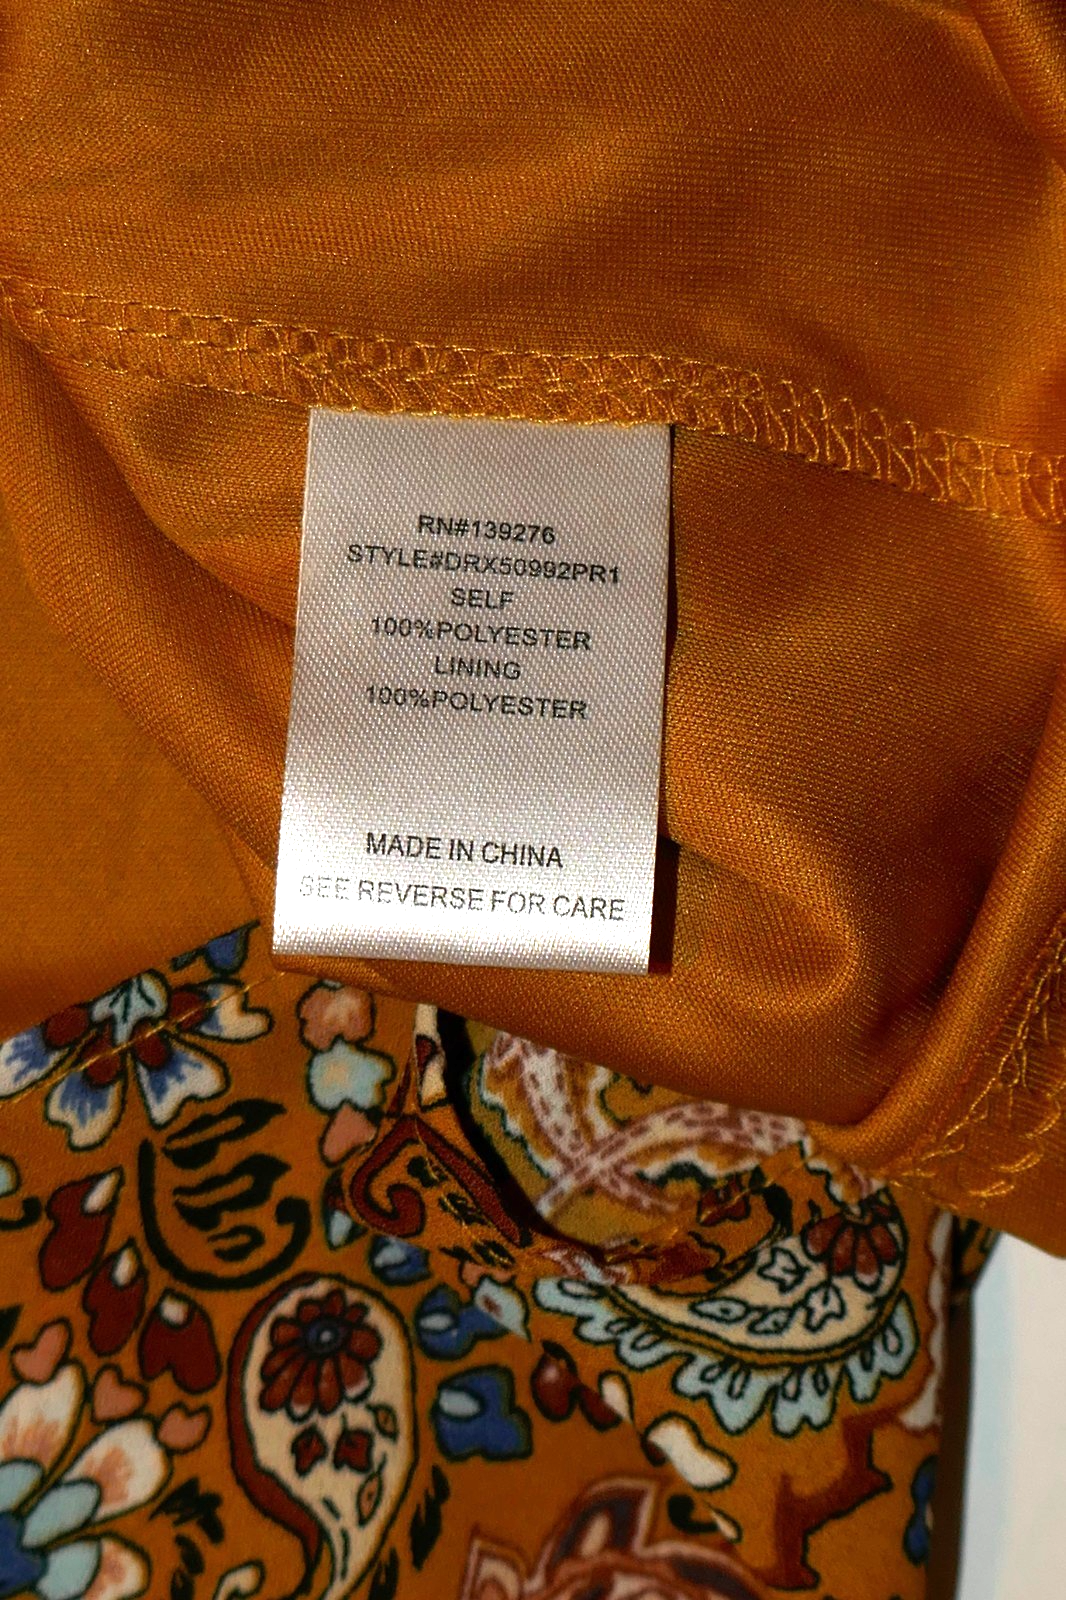 RN#139276
STYLE#DRX50992PR1
SELF
100%POLYESTER
LINING
100%POLYESTER
MADE IN CHINA
SEE REVERSE FOR CARE